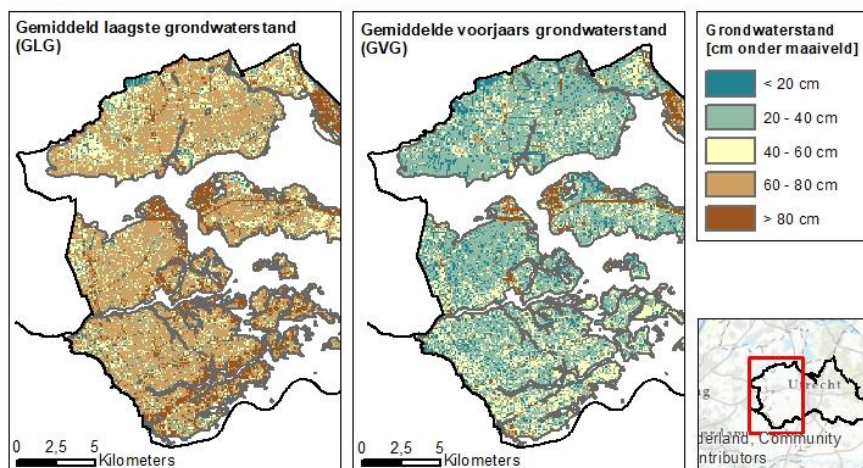 Gemiddeld laagste grondwaterstand
(GLG)
0 2,5 5
Kilometers
Gemiddelde voorjaars grondwaterstand
(GVG)
0 2,5 5
Kilometers
Grondwaterstand
[cm onder maaiveld]
< 20 cm
20 - 40 cm
40 - 60 cm
60 - 80 cm
> 80 cm
Utrecht
derland, Community
ntributors